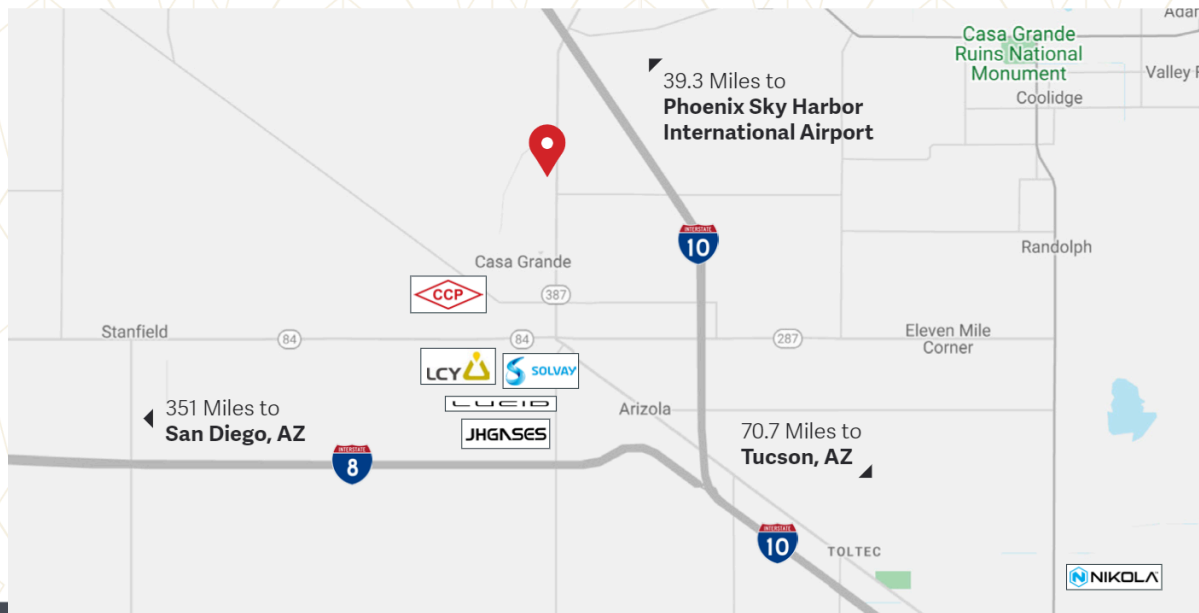 Casa Grande
Ruins National
Monument
39.3 Miles to
Phoenix Sky Harbor
International Airport
Coolidge
INTERSTATE
10
Randolph
Casa Grande
CCP
387
Stanfield
84
84
287
Eleven Mile
Corner
LCY
SOLVAY
LUCID
JHGASES
Arizola
351 Miles to
San Diego, AZ
70.7 Miles to
Tucson, AZ
INTERSTATE
8
INTERSTATE
10
TOLTEC
NIKOLA